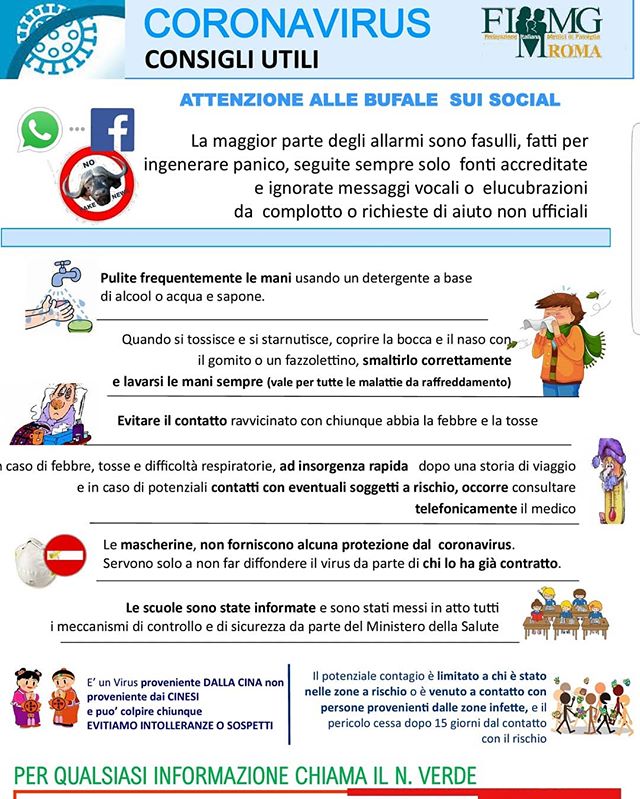 CORONAVIRUS
CONSIGLI UTILI
FIMMG
Federazione Italiana Medici di Famiglia
ROMA
ATTENZIONE ALLE BUFALE SUI SOCIAL
La maggior parte degli allarmi sono fasulli, fatti per
ingenerare panico, seguite sempre solo fonti accreditate
e ignorate messaggi vocali o elucubrazioni
da complotto o richieste di aiuto non ufficiali
NO
FAKE NEWS
Pulite frequentemente le mani usando un detergente a base
di alcool o acqua e sapone.
Quando si tossisce e si starnutisce, coprire la bocca e il naso con
il gomito o un fazzolettino, smaltirlo correttamente
e lavarsi le mani sempre (vale per tutte le malattie da raffreddamento)
Evitare il contatto ravvicinato con chiunque abbia la febbre e la tosse
n caso di febbre, tosse e difficoltà respiratorie, ad insorgenza rapida dopo una storia di viaggio
e in caso di potenziali contatti con eventuali soggetti a rischio, occorre consultare
telefonicamente il medico
Le mascherine, non forniscono alcuna protezione dal coronavirus.
Servono solo a non far diffondere il virus da parte di chi lo ha già contratto.
Le scuole sono state informate e sono stati messi in atto tutti
i meccanismi di controllo e di sicurezza da parte del Ministero della Salute
E' un Virus proveniente DALLA CINA non
proveniente dai CINESI
e puo' colpire chiunque
EVITIAMO INTOLLERANZE O SOSPETTI
Il potenziale contagio è limitato a chi è stato
nelle zone a rischio o è venuto a contatto con
persone provenienti dalle zone infette, e il
pericolo cessa dopo 15 giorni dal contatto
con il rischio
PER QUALSIASI INFORMAZIONE CHIAMA IL N. VERDE